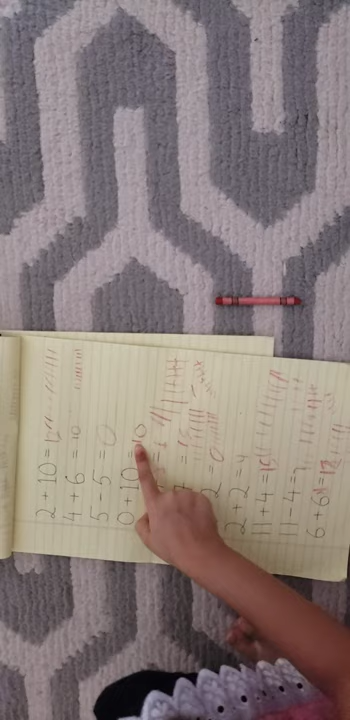 2 + 10 = 12
4 + 6 = 10
5 - 5 = 0
0 + 10 = 10
2 + 2 = 4
11 + 4 = 15
11 - 4 = 7
6 + 6 = 12